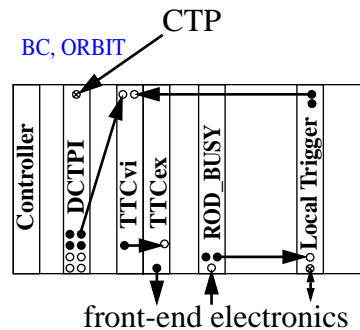 CTP
BC, ORBIT
Controller
DCTPI
TTCvi
TTCex
ROD_BUSY
Local Trigger
front-end electronics